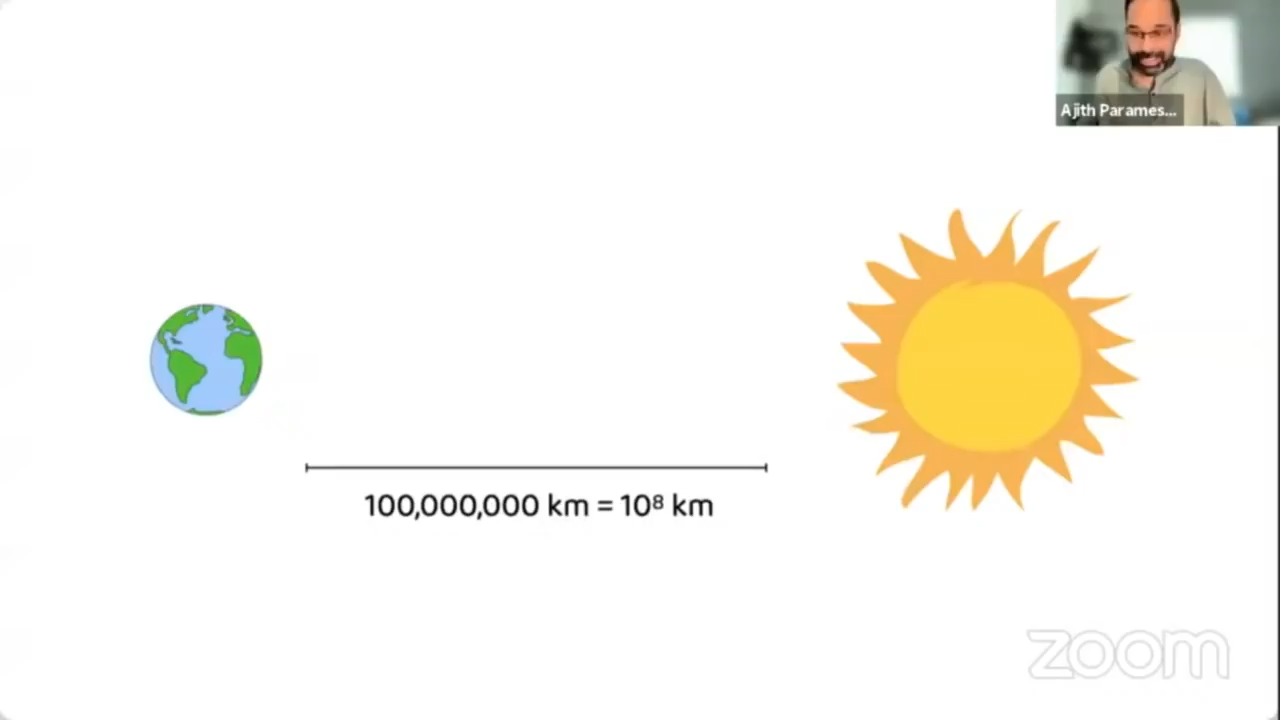 Ajith Parames...
100,000,000 km = 10⁸ km
zoom